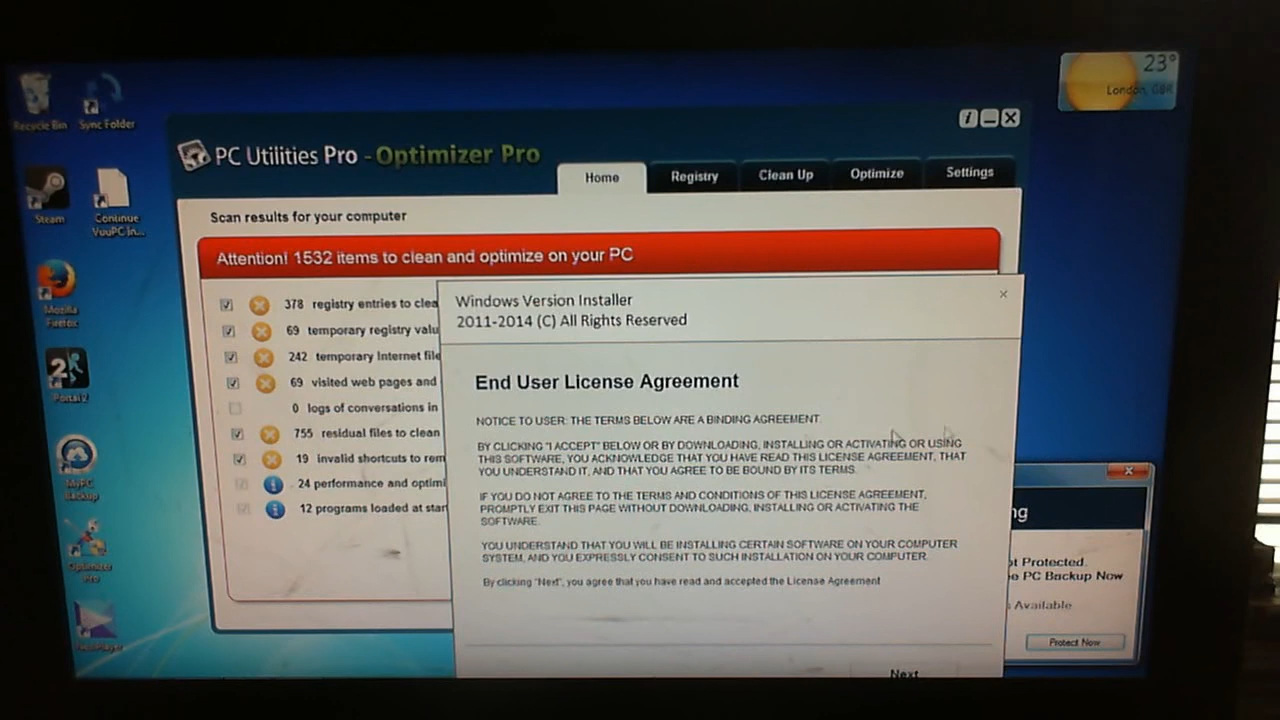 23°
London, GBR
Recycle Bin
Sync Folder
Steam
Continue
VuuPC In...
Mozilla
Firefox
2
Portal 2
MyPC
Backup
Optimizer
Pro
PC Utilities Pro - Optimizer Pro
Home
Registry
Clean Up
Optimize
Settings
Scan results for your computer
Attention! 1532 items to clean and optimize on your PC
378 registry entries to clea
69 temporary registry valu
242 temporary Internet file
69 visited web pages and
0 logs of conversations in
755 residual files to clean
19 invalid shortcuts to rem
24 performance and optimi
12 programs loaded at star
Windows Version Installer
2011-2014 (C) All Rights Reserved
End User License Agreement
NOTICE TO USER: THE TERMS BELOW ARE A BINDING AGREEMENT.
BY CLICKING "I ACCEPT" BELOW OR BY DOWNLOADING, INSTALLING OR ACTIVATING OR USING
THIS SOFTWARE, YOU ACKNOWLEDGE THAT YOU HAVE READ THIS LICENSE AGREEMENT, THAT
YOU UNDERSTAND IT, AND THAT YOU AGREE TO BE BOUND BY ITS TERMS.
IF YOU DO NOT AGREE TO THE TERMS AND CONDITIONS OF THIS LICENSE AGREEMENT,
PROMPTLY EXIT THIS PAGE WITHOUT DOWNLOADING, INSTALLING OR ACTIVATING THE
SOFTWARE.
YOU UNDERSTAND THAT YOU WILL BE INSTALLING CERTAIN SOFTWARE ON YOUR COMPUTER
SYSTEM, AND YOU EXPRESSLY CONSENT TO SUCH INSTALLATION ON YOUR COMPUTER.
By clicking "Next", you agree that you have read and accepted the License Agreement
Next
ng
ot Protected.
e PC Backup Now
Available
Protect Now